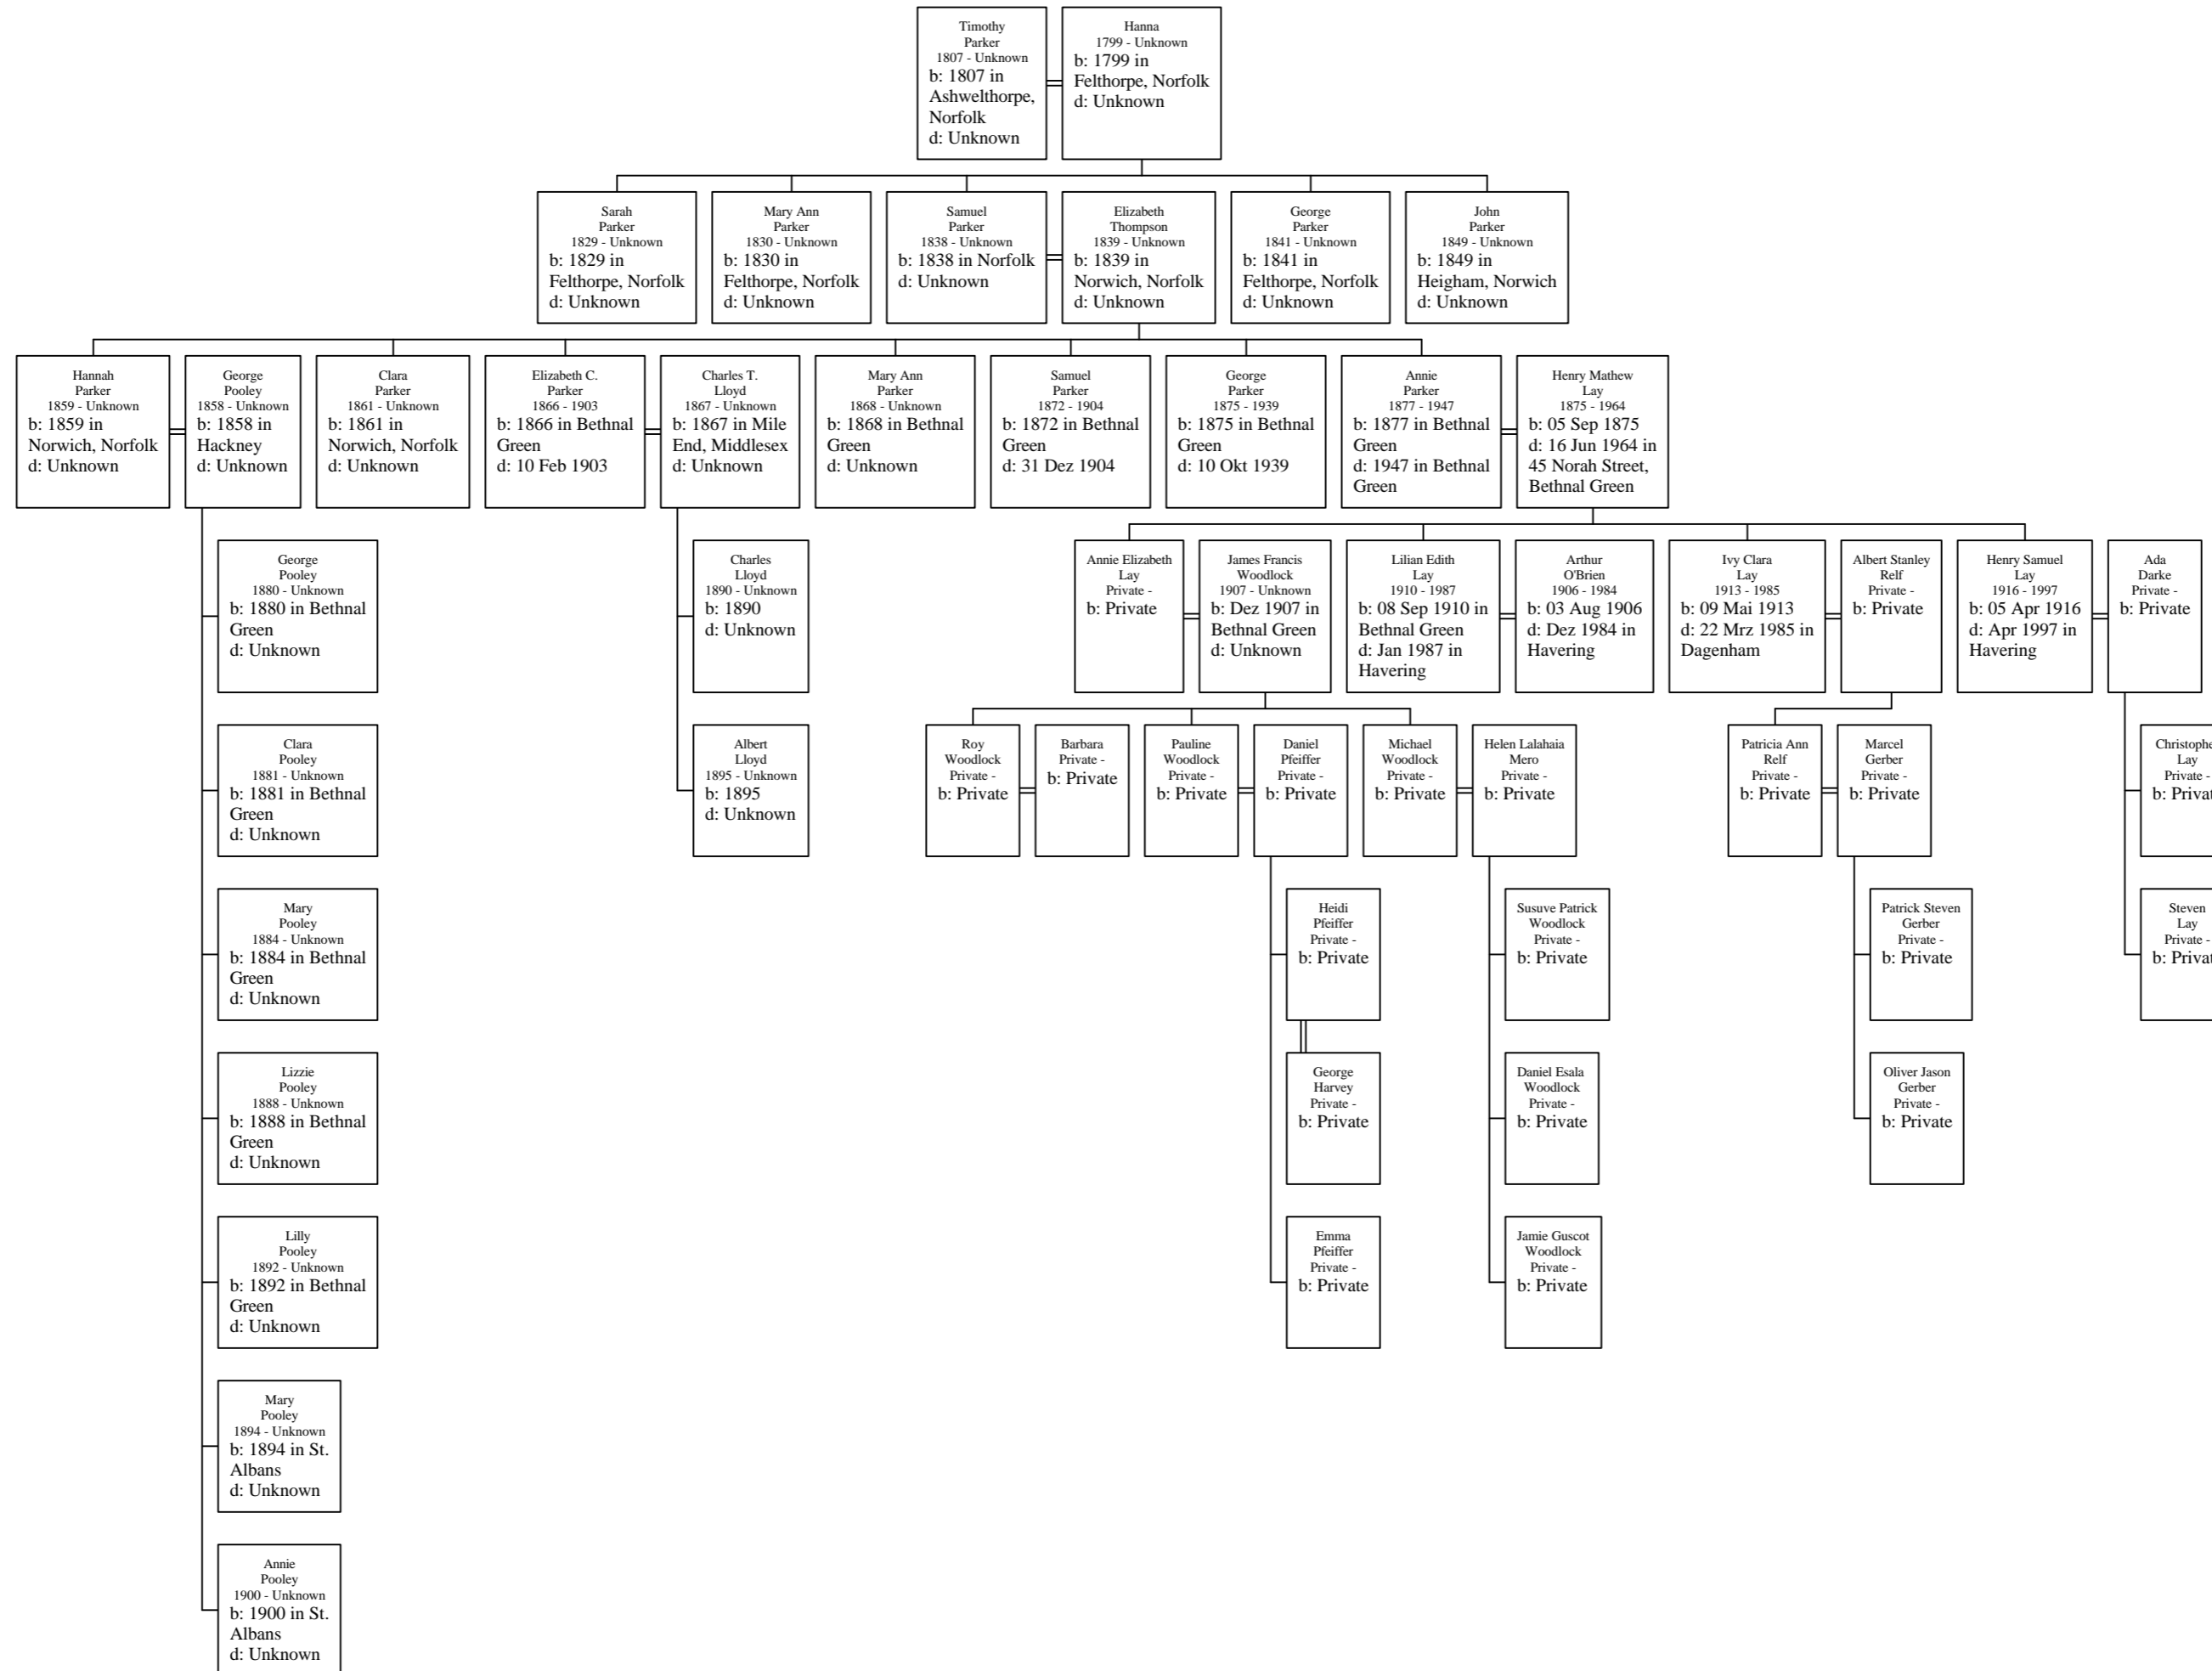 Timothy
Parker
1807 - Unknown
b: 1807 in
Ashwelthorpe,
Norfolk
d: Unknown
Hanna
1799 - Unknown
b: 1799 in
Felthorpe, Norfolk
d: Unknown
Sarah
Parker
1829 - Unknown
b: 1829 in
Felthorpe, Norfolk
d: Unknown
Mary Ann
Parker
1830 - Unknown
b: 1830 in
Felthorpe, Norfolk
d: Unknown
Samuel
Parker
1838 - Unknown
b: 1838 in Norfolk
d: Unknown
Elizabeth
Thompson
1839 - Unknown
b: 1839 in
Norwich, Norfolk
d: Unknown
George
Parker
1841 - Unknown
b: 1841 in
Felthorpe, Norfolk
d: Unknown
John
Parker
1849 - Unknown
b: 1849 in
Heigham, Norwich
d: Unknown
Hannah
Parker
1859 - Unknown
b: 1859 in
Norwich, Norfolk
d: Unknown
George
Pooley
1858 - Unknown
b: 1858 in
Hackney
d: Unknown
Clara
Parker
1861 - Unknown
b: 1861 in
Norwich, Norfolk
d: Unknown
Elizabeth C.
Parker
1866 - 1903
b: 1866 in Bethnal
Green
d: 10 Feb 1903
Charles T.
Lloyd
1867 - Unknown
b: 1867 in Mile
End, Middlesex
d: Unknown
Mary Ann
Parker
1868 - Unknown
b: 1868 in Bethnal
Green
d: Unknown
Samuel
Parker
1872 - 1904
b: 1872 in Bethnal
Green
d: 31 Dez 1904
George
Parker
1875 - 1939
b: 1875 in Bethnal
Green
d: 10 Okt 1939
Annie
Parker
1877 - 1947
b: 1877 in Bethnal
Green
d: 1947 in Bethnal
Green
Henry Mathew
Lay
1875 - 1964
b: 05 Sep 1875
d: 16 Jun 1964 in
45 Norah Street,
Bethnal Green
George
Pooley
1880 - Unknown
b: 1880 in Bethnal
Green
d: Unknown
Charles
Lloyd
1890 - Unknown
b: 1890
d: Unknown
Annie Elizabeth
Lay
Private -
b: Private
James Francis
Woodlock
1907 - Unknown
b: Dez 1907 in
Bethnal Green
d: Unknown
Lilian Edith
Lay
1910 - 1987
b: 08 Sep 1910 in
Bethnal Green
d: Jan 1987 in
Havering
Arthur
O'Brien
1906 - 1984
b: 03 Aug 1906
d: Dez 1984 in
Havering
Ivy Clara
Lay
1913 - 1985
b: 09 Mai 1913
d: 22 Mrz 1985 in
Dagenham
Albert Stanley
Relf
Private -
b: Private
Henry Samuel
Lay
1916 - 1997
b: 05 Apr 1916
d: Apr 1997 in
Havering
Ada
Darke
Private -
b: Private
Clara
Pooley
1881 - Unknown
b: 1881 in Bethnal
Green
d: Unknown
Albert
Lloyd
1895 - Unknown
b: 1895
d: Unknown
Roy
Woodlock
Private -
b: Private
Barbara
Private -
b: Private
Pauline
Woodlock
Private -
b: Private
Daniel
Pfeiffer
Private -
b: Private
Michael
Woodlock
Private -
b: Private
Helen Lalahaia
Mero
Private -
b: Private
Patricia Ann
Relf
Private -
b: Private
Marcel
Gerber
Private -
b: Private
Christophe
Lay
Private -
b: Privat
Mary
Pooley
1884 - Unknown
b: 1884 in Bethnal
Green
d: Unknown
Heidi
Pfeiffer
Private -
b: Private
Susuve Patrick
Woodlock
Private -
b: Private
Patrick Steven
Gerber
Private -
b: Private
Steven
Lay
Private -
b: Privat
Lizzie
Pooley
1888 - Unknown
b: 1888 in Bethnal
Green
d: Unknown
George
Harvey
Private -
b: Private
Daniel Esala
Woodlock
Private -
b: Private
Oliver Jason
Gerber
Private -
b: Private
Lilly
Pooley
1892 - Unknown
b: 1892 in Bethnal
Green
d: Unknown
Emma
Pfeiffer
Private -
b: Private
Jamie Guscot
Woodlock
Private -
b: Private
Mary
Pooley
1894 - Unknown
b: 1894 in St.
Albans
d: Unknown
Annie
Pooley
1900 - Unknown
b: 1900 in St.
Albans
d: Unknown